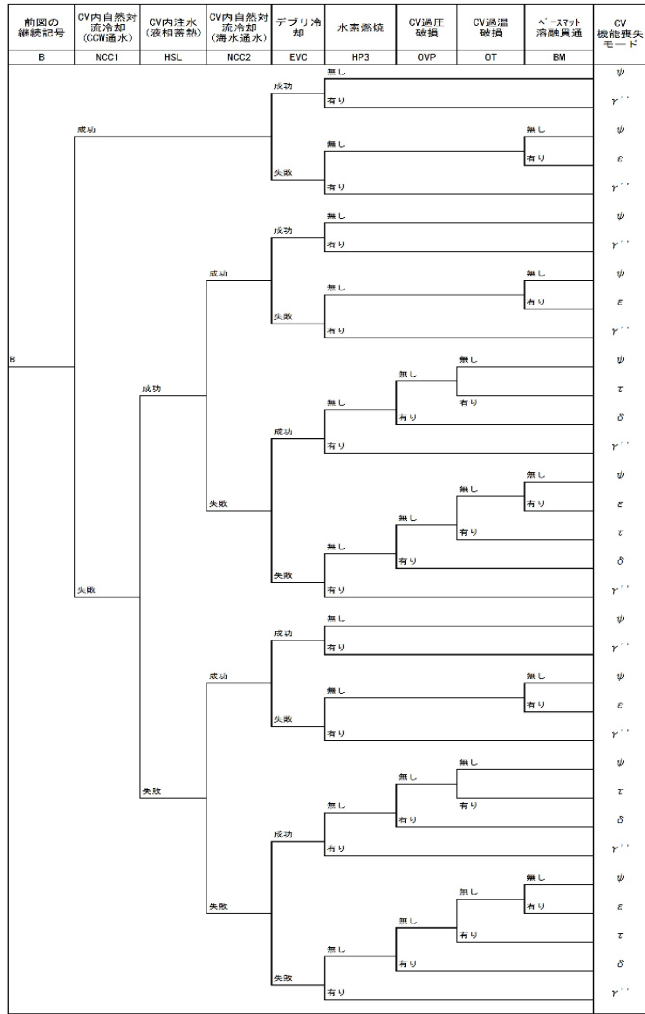 前図の
継続記号
CV内自然対
流冷却
(CCW通水)
CV内注水
(液相蓄熱)
CV内自然対
流冷却
(海水通水)
デブリ冷
却
水素燃焼
CV過圧
破損
CV過温
破損
ベースマット
溶融貫通
CV
機能喪失
モード
B
NCC1
HSL
NCC2
EVC
HP3
OVP
OT
BM
無し
ψ
成功
有り
γ''
成功
無し
ψ
無し
有り
ε
失敗
有り
γ''
無し
ψ
成功
有り
γ''
成功
無し
ψ
無し
有り
ε
失敗
有り
γ''
B
無し
ψ
無し
成功
τ
有り
無し
有り
δ
成功
有り
γ''
無し
ψ
無し
失敗
有り
ε
無し
有り
τ
無し
有り
δ
失敗
有り
γ''
失敗
無し
ψ
成功
有り
γ''
成功
無し
ψ
無し
有り
ε
失敗
有り
γ''
無し
ψ
無し
失敗
τ
有り
無し
有り
δ
成功
有り
γ''
無し
ψ
無し
失敗
有り
ε
無し
有り
τ
無し
有り
δ
失敗
有り
γ''